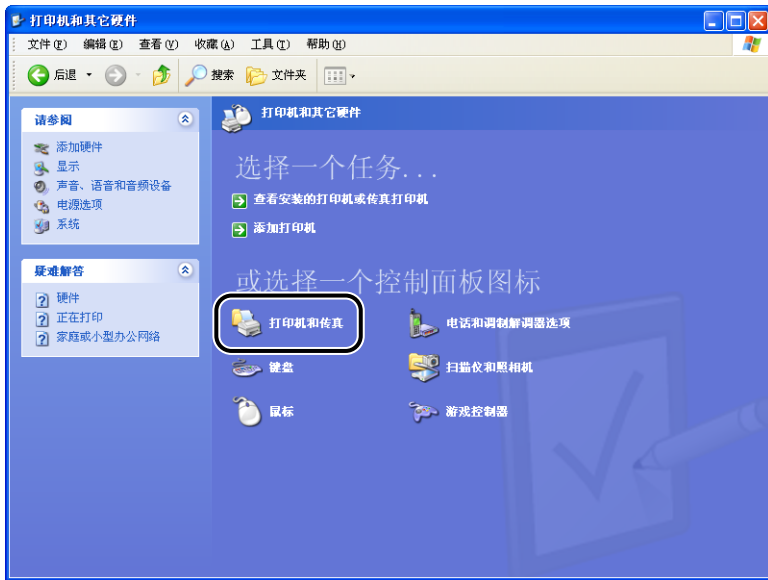 打印机和其它硬件
文件(F) 编辑(E) 查看(V) 收藏(A) 工具(T) 帮助(H)
后退 搜索 文件夹
请参阅
添加硬件
显示
声音、语音和音频设备
电源选项
系统
疑难解答
硬件
正在打印
家庭或小型办公网络
打印机和其它硬件
选择一个任务...
查看安装的打印机或传真打印机
添加打印机
或选择一个控制面板图标
打印机和传真 电话和调制解调器选项
键盘 扫描仪和照相机
鼠标 游戏控制器